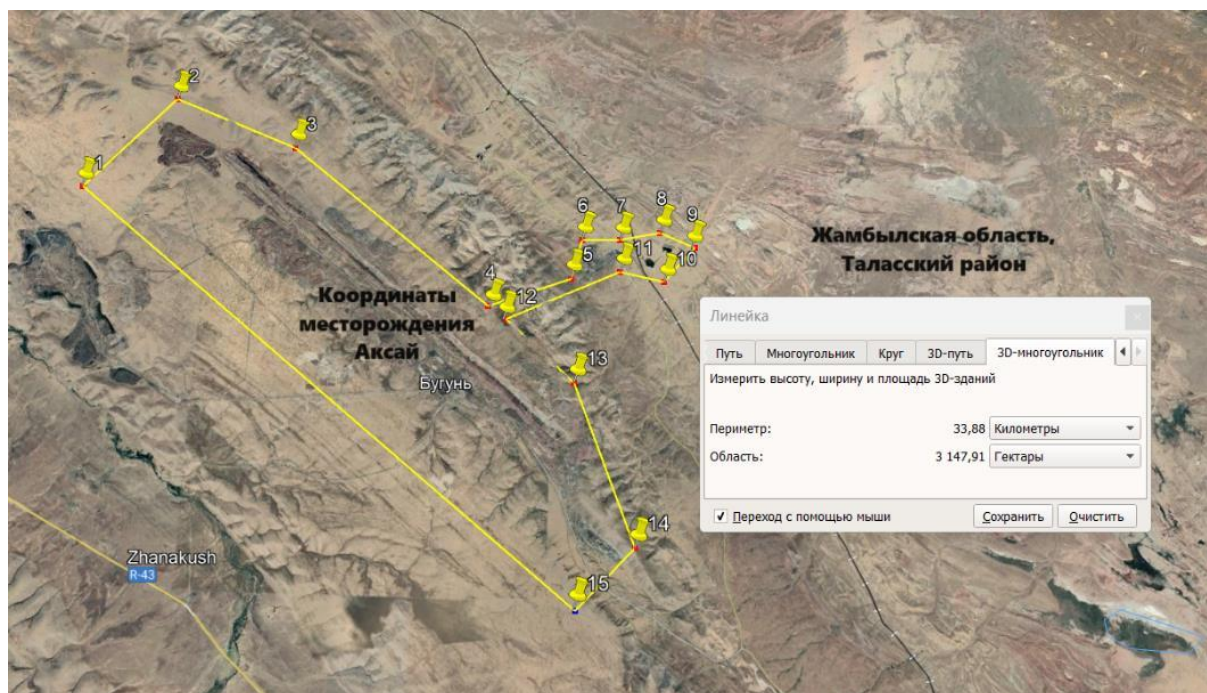 2
3
1
8
6
7
9
11
5
10
4
12
Жамбылская область,
Таласский район
Координаты
месторождения
Аксай
Бугунь
13
14
15
Zhanakush
R-43
Линейка
Путь Многоугольник Круг 3D-путь 3D-многоугольник
Измерить высоту, ширину и площадь 3D-зданий
Периметр: 33,88 Километры
Область: 3 147,91 Гектары
Переход с помощью мыши Сохранить Очистить